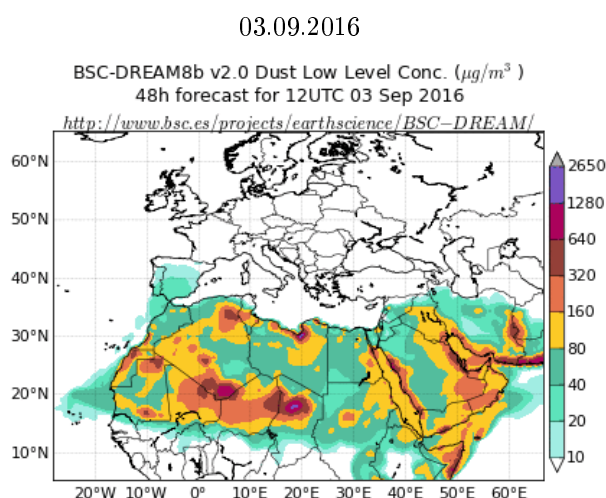 03.09.2016
BSC-DREAM8b v2.0 Dust Low Level Conc. (μg/m³ )
48h forecast for 12UTC 03 Sep 2016
http://www.bsc.es/projects/earthscience/BSC−DREAM/
60°N
50°N
40°N
30°N
20°N
10°N
20°W 10°W 0° 10°E 20°E 30°E 40°E 50°E 60°E
2650
1280
640
320
160
80
40
20
10